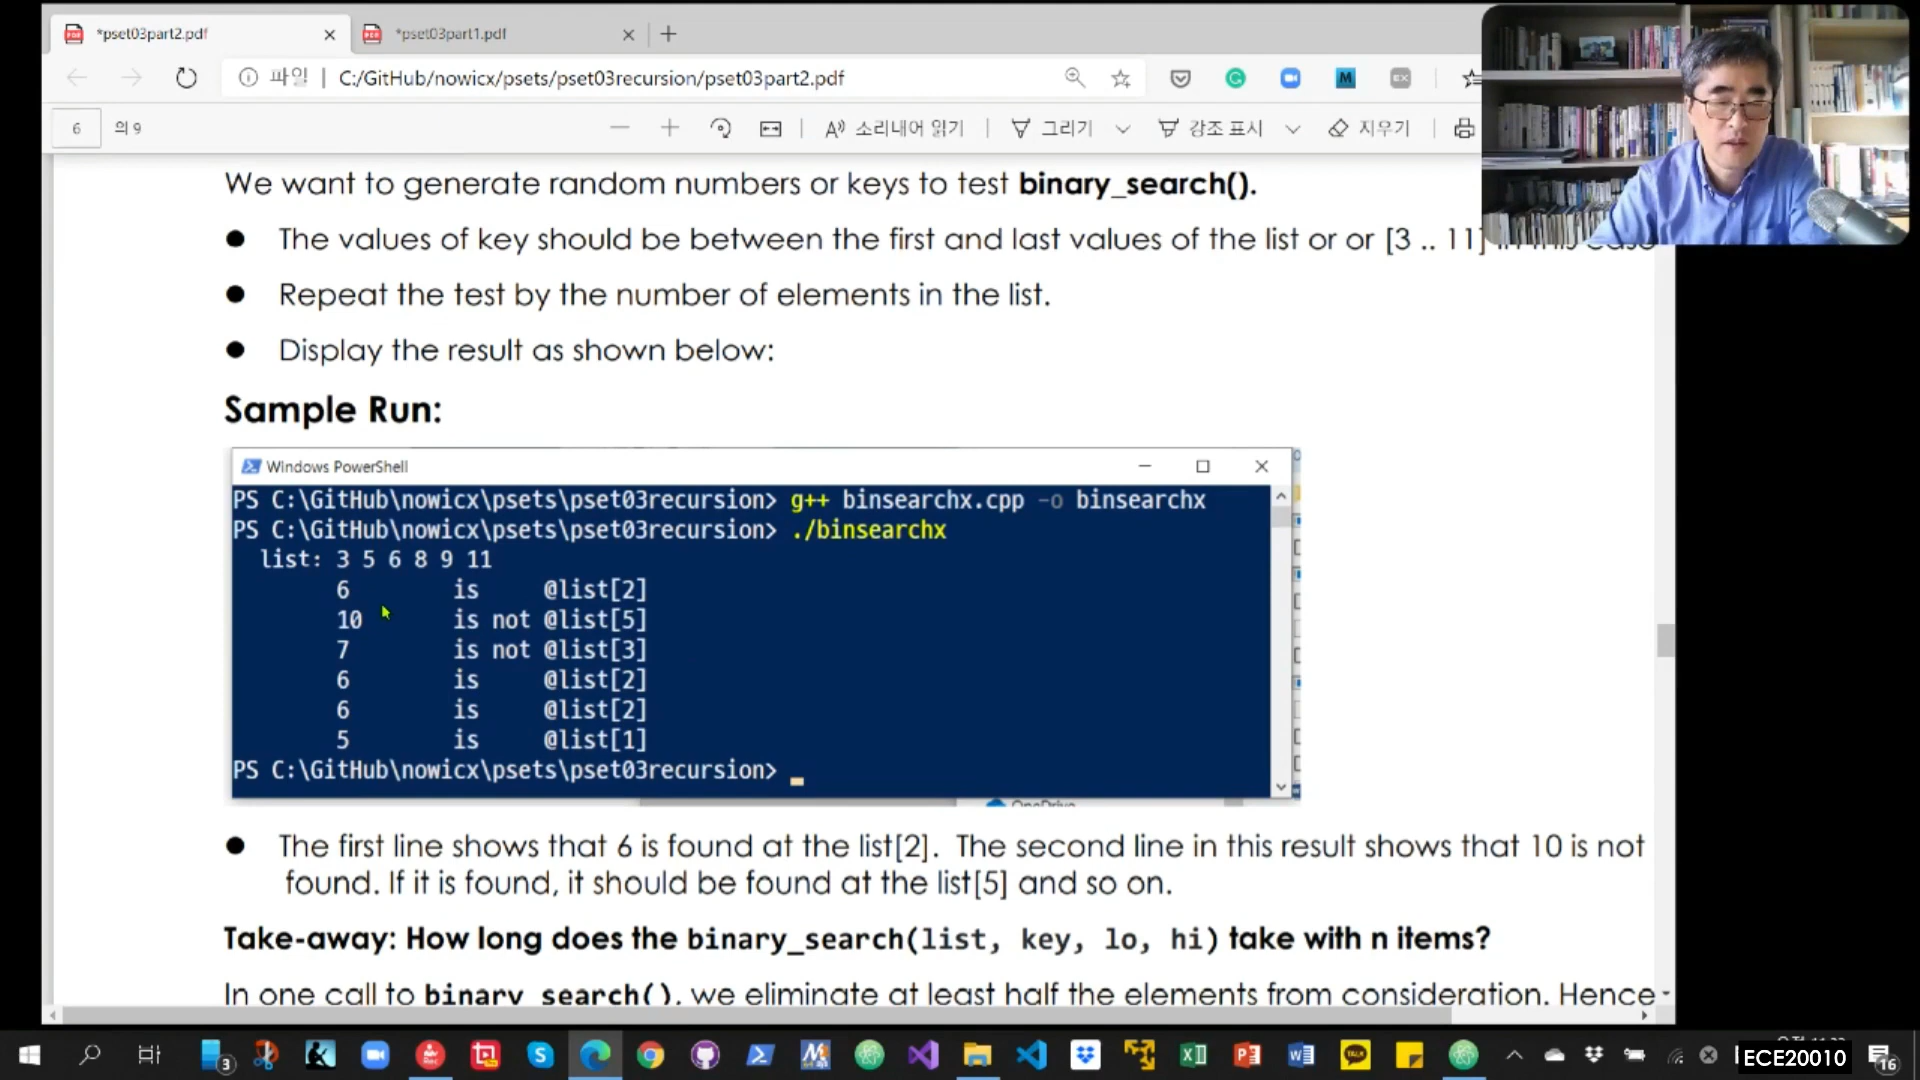 *pset03part2.pdf
*pset03part1.pdf
파일 | C:/GitHub/nowicx/psets/pset03recursion/pset03part2.pdf
6 의 9
소리내어 읽기
그리기
강조 표시
지우기
We want to generate random numbers or keys to test binary_search().
● The values of key should be between the first and last values of the list or or [3 .. 11] in this case
● Repeat the test by the number of elements in the list.
● Display the result as shown below:
Sample Run:
Windows PowerShell
PS C:\GitHub\nowicx\psets\pset03recursion> g++ binsearchx.cpp -o binsearchx
PS C:\GitHub\nowicx\psets\pset03recursion> ./binsearchx
list: 3 5 6 8 9 11
6 is @list[2]
10 is not @list[5]
7 is not @list[3]
6 is @list[2]
6 is @list[2]
5 is @list[1]
PS C:\GitHub\nowicx\psets\pset03recursion>
OneDrive
● The first line shows that 6 is found at the list[2]. The second line in this result shows that 10 is not
found. If it is found, it should be found at the list[5] and so on.
Take-away: How long does the binary_search(list, key, lo, hi) take with n items?
In one call to binary_search(), we eliminate at least half the elements from consideration. Hence
3
ECE20010
16